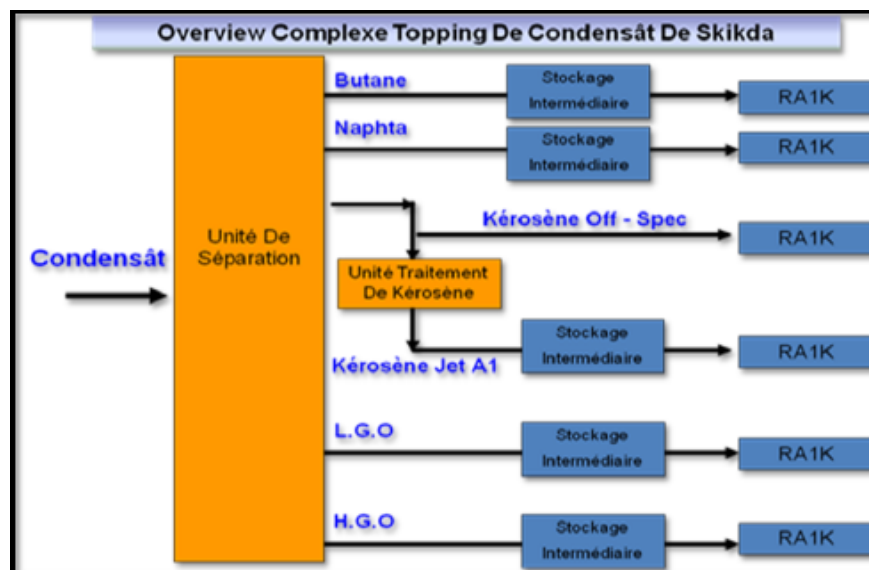 Overview Complexe Topping De Condensât De Skikda
Butane
Stockage
Intermédiaire
RA1K
Naphta
Stockage
Intermédiaire
RA1K
Kérosène Off - Spec
RA1K
Unité De
Séparation
Condensât
Unité Traitement
De Kérosène
Stockage
Intermédiaire
RA1K
Kérosène Jet A1
L.G.O
Stockage
Intermédiaire
RA1K
H.G.O
Stockage
Intermédiaire
RA1K